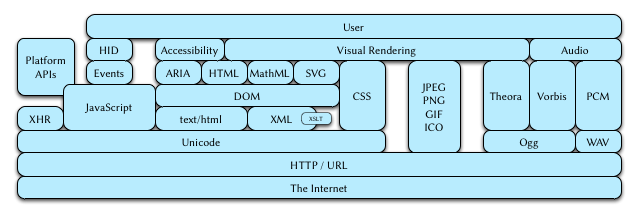 User
Platform
APIs
HID
Accessibility
Visual Rendering
Audio
Events
ARIA
HTML
MathML
SVG
CSS
JPEG
PNG
GIF
ICO
Theora
Vorbis
PCM
JavaScript
DOM
XHR
text/html
XML
XSLT
Unicode
Ogg
WAV
HTTP / URL
The Internet